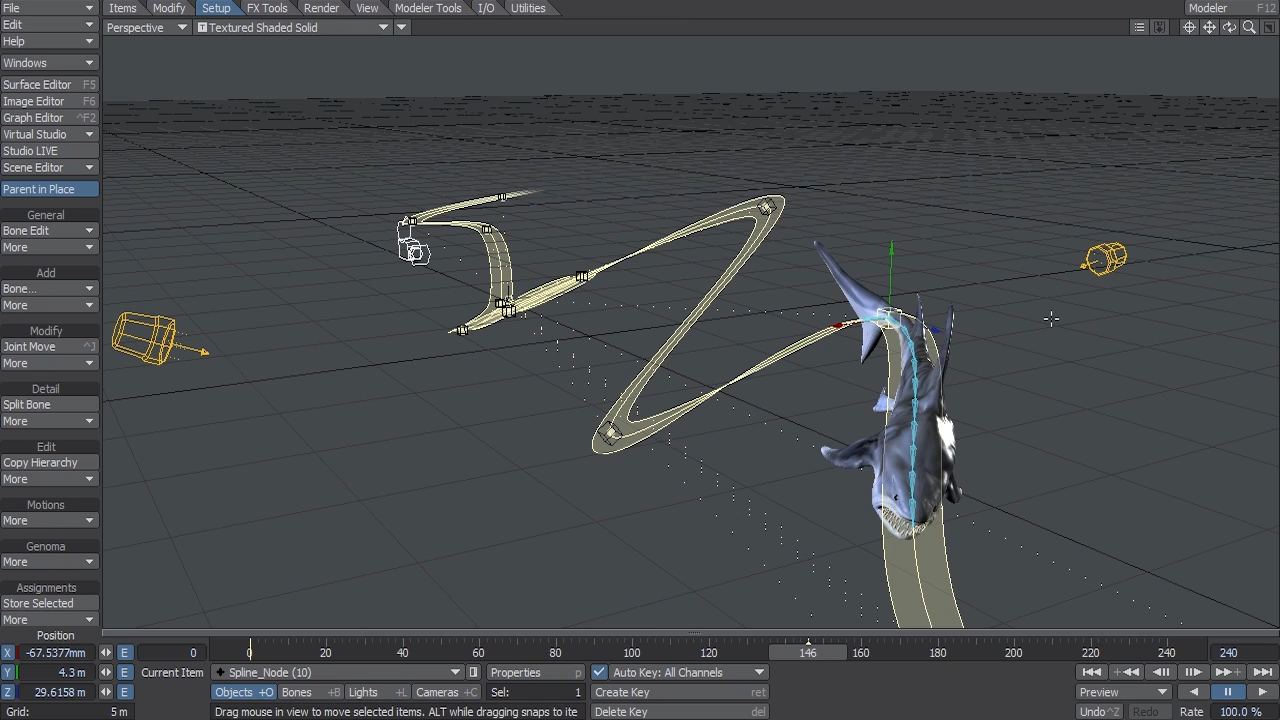 File Items Modify Setup FX Tools Render View Modeler Tools I/O Utilities Modeler F12
Edit Perspective T Textured Shaded Solid
Help
Windows
Surface Editor F5
Image Editor F6
Graph Editor ^F2
Virtual Studio
Studio LIVE
Scene Editor
Parent in Place
General
Bone Edit
More
Add
Bone...
More
Modify
Joint Move ^J
More
Detail
Split Bone
More
Edit
Copy Hierarchy
More
Motions
More
Genoma
More
Assignments
Store Selected
More
Position
X -67.5377mm E 0 0 20 40 60 80 100 120 146 160 180 200 220 240 240
Y 4.3 m E Current Item Spline_Node (10) Properties p Auto Key: All Channels
Z 29.6158 m E Objects +O Bones +B Lights +L Cameras +C Sel: 1 Create Key ret Preview
Grid: 5 m Drag mouse in view to move selected items. ALT while dragging snaps to ite Delete Key del Undo ^Z Redo Rate 100.0 %